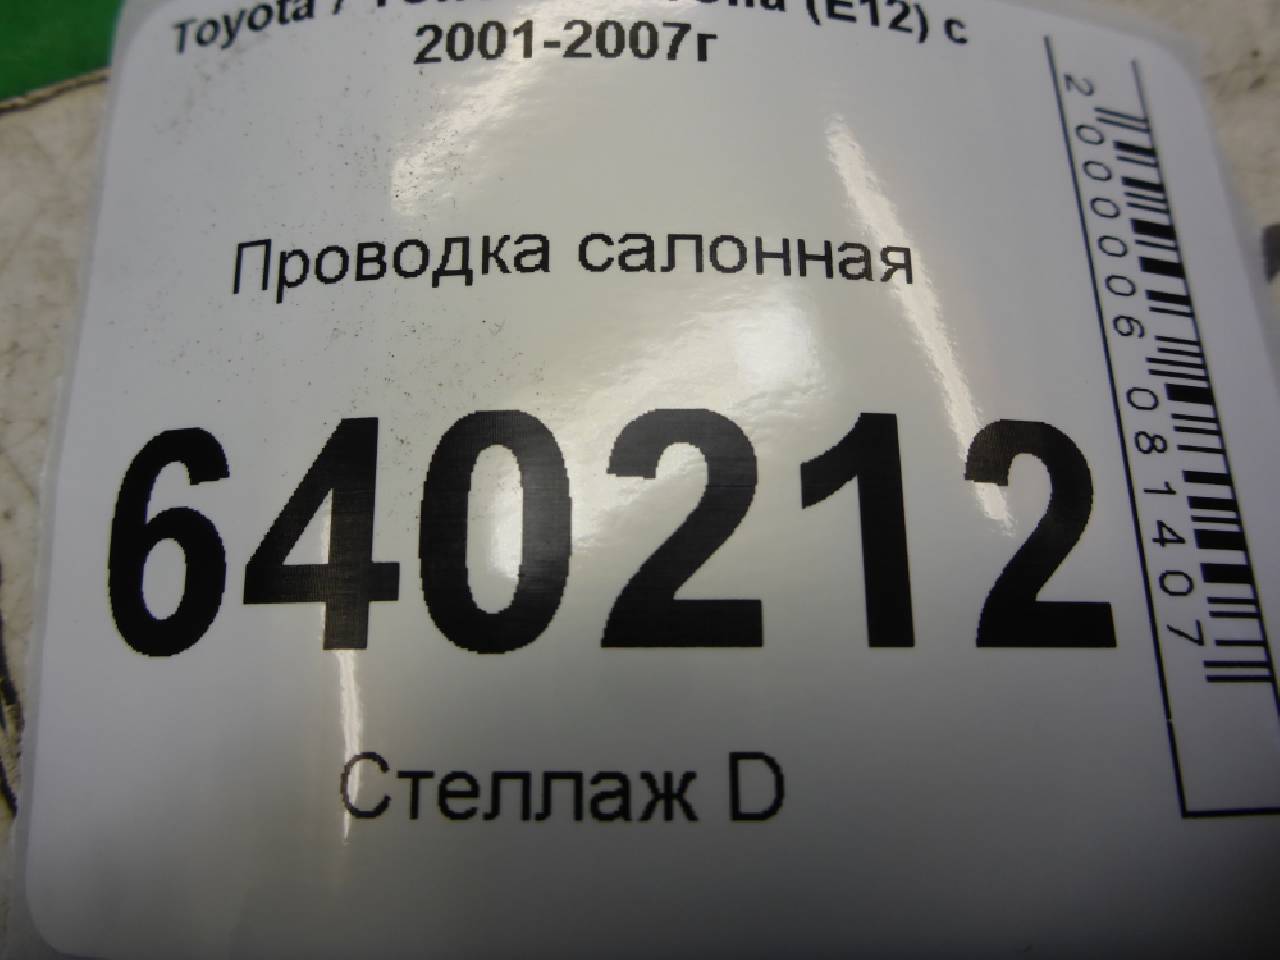 Toyota / (E12) с
2001-2007г
Проводка салонная
640212
Стеллаж D
2000006081407